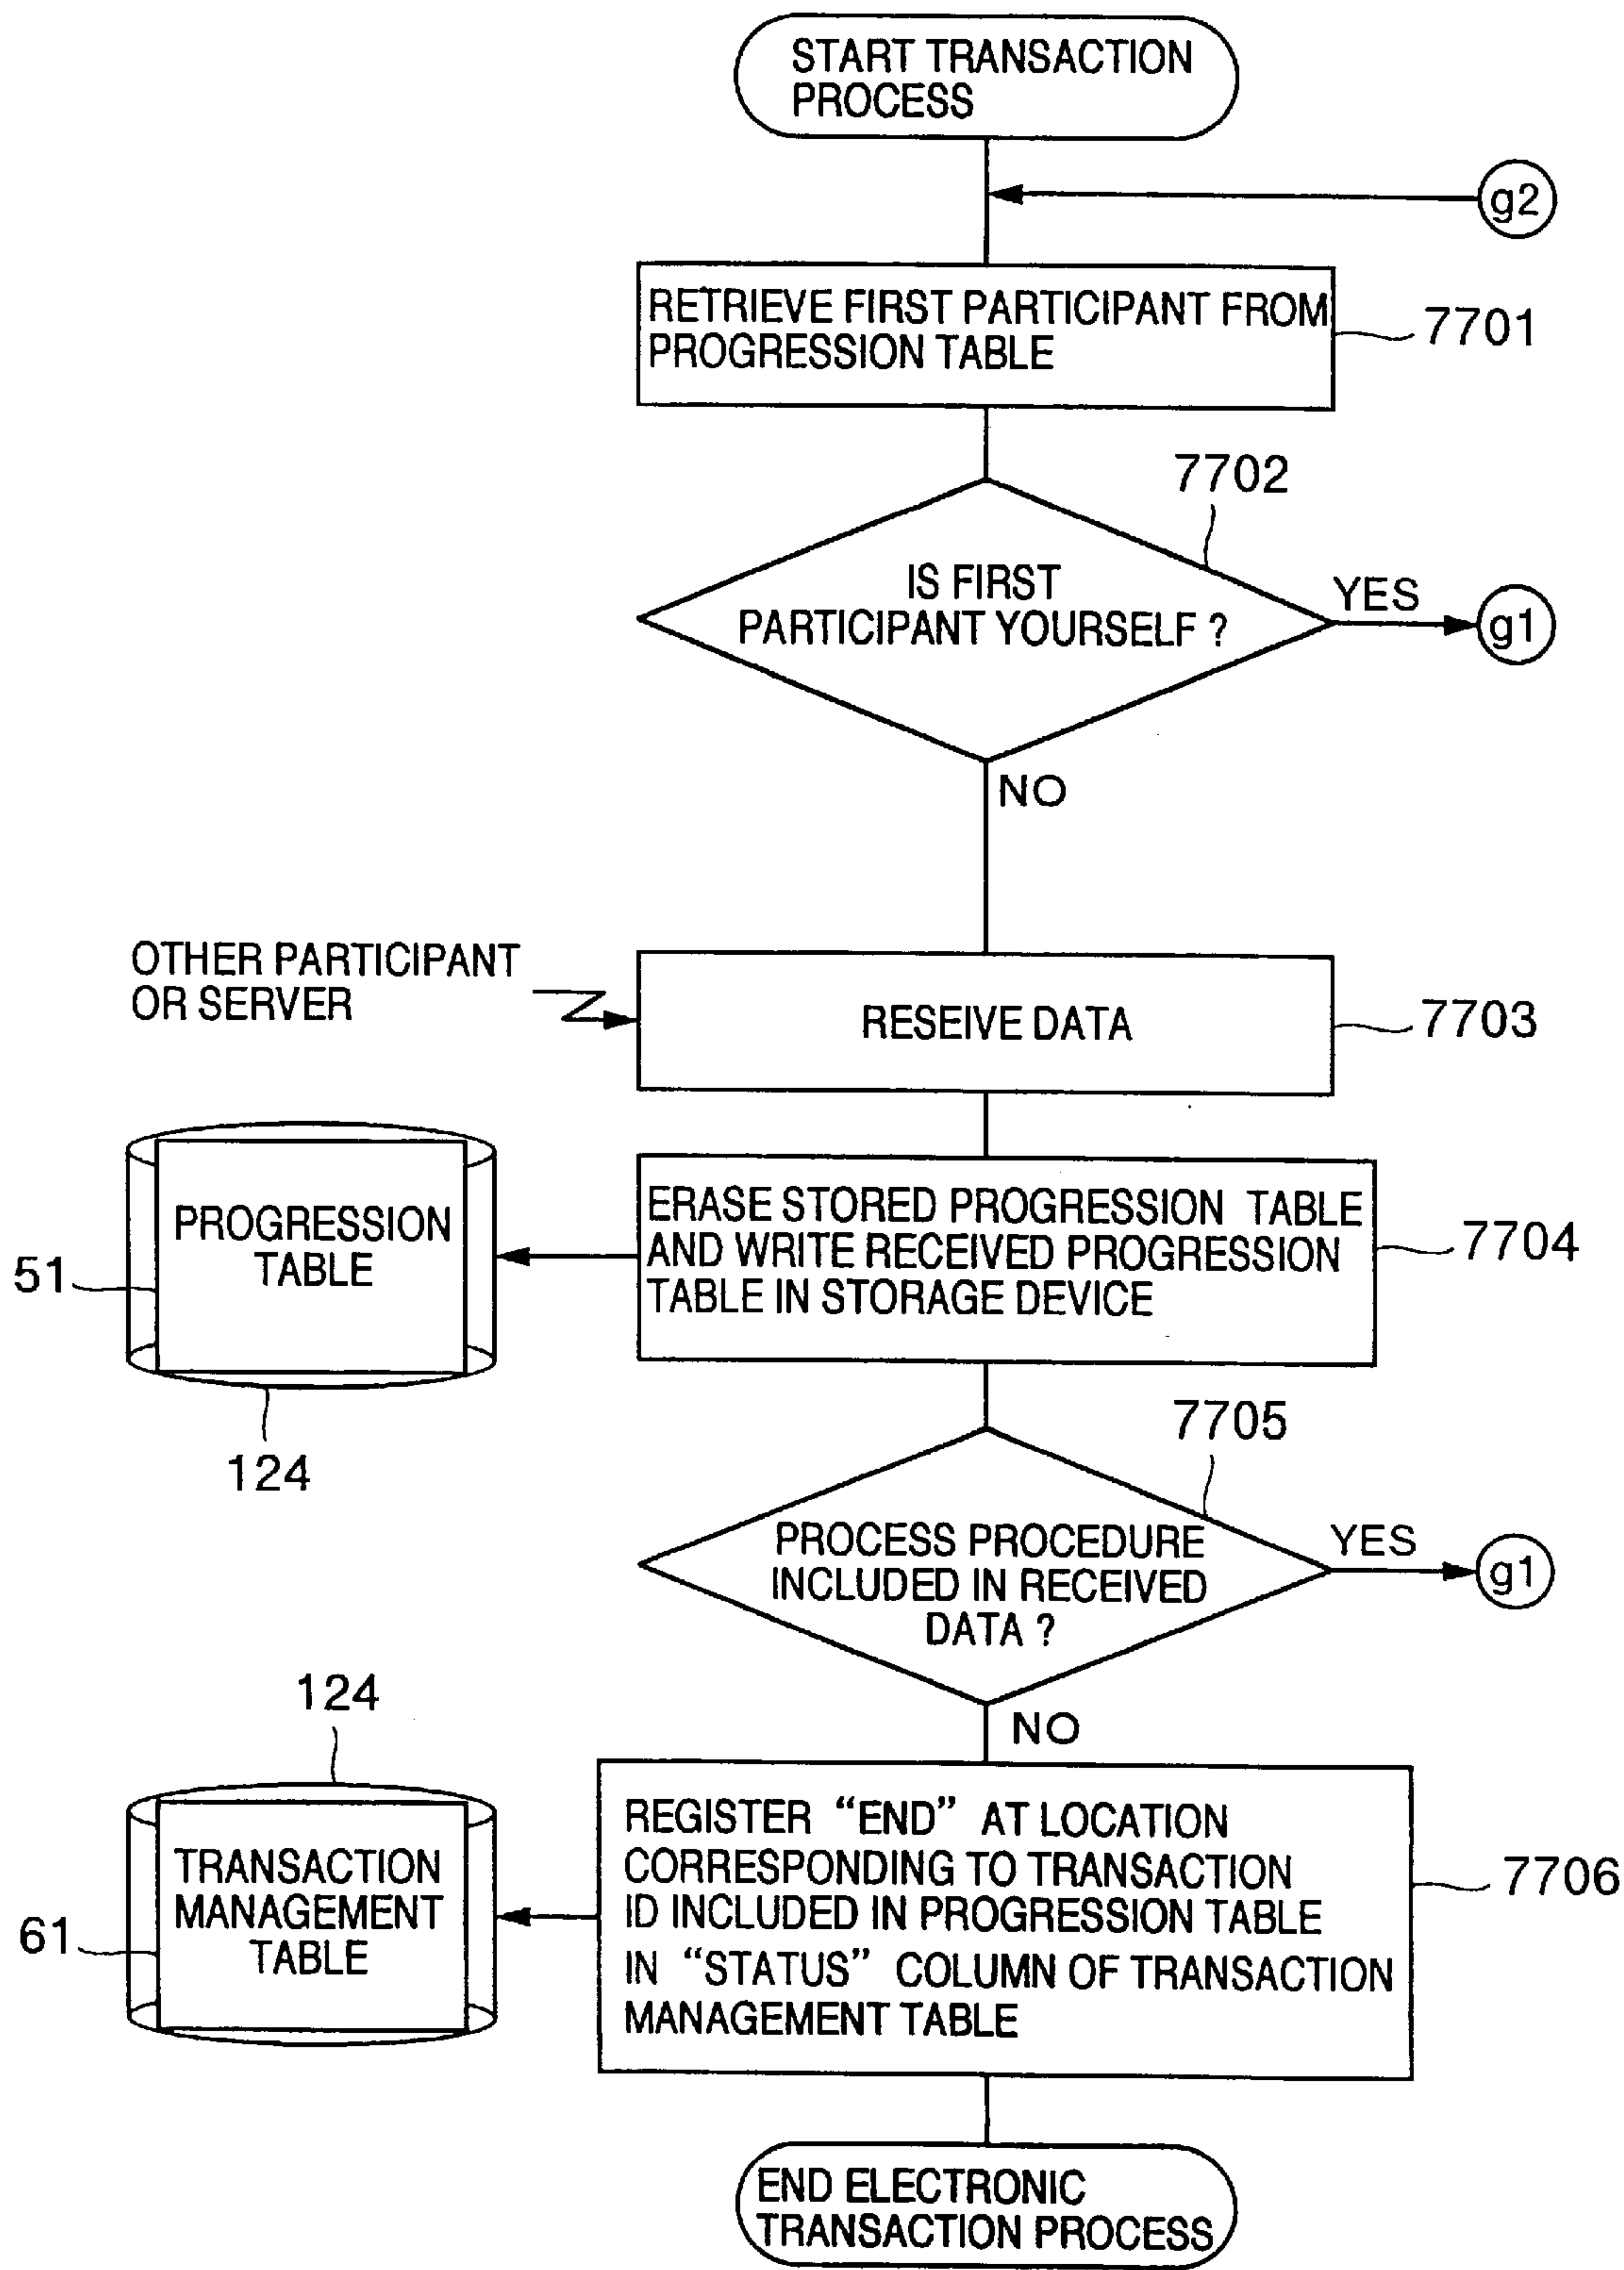 START TRANSACTION
PROCESS
g2
RETRIEVE FIRST PARTICIPANT FROM
PROGRESSION TABLE
7701
7702
IS FIRST
PARTICIPANT YOURSELF ?
YES
g1
NO
OTHER PARTICIPANT
OR SERVER
RESEIVE DATA
7703
PROGRESSION
TABLE
51
124
ERASE STORED PROGRESSION TABLE
AND WRITE RECEIVED PROGRESSION
TABLE IN STORAGE DEVICE
7704
7705
PROCESS PROCEDURE
INCLUDED IN RECEIVED
DATA ?
YES
g1
NO
124
TRANSACTION
MANAGEMENT
TABLE
61
REGISTER “END” AT LOCATION
CORRESPONDING TO TRANSACTION
ID INCLUDED IN PROGRESSION TABLE
IN “STATUS” COLUMN OF TRANSACTION
MANAGEMENT TABLE
7706
END ELECTRONIC
TRANSACTION PROCESS